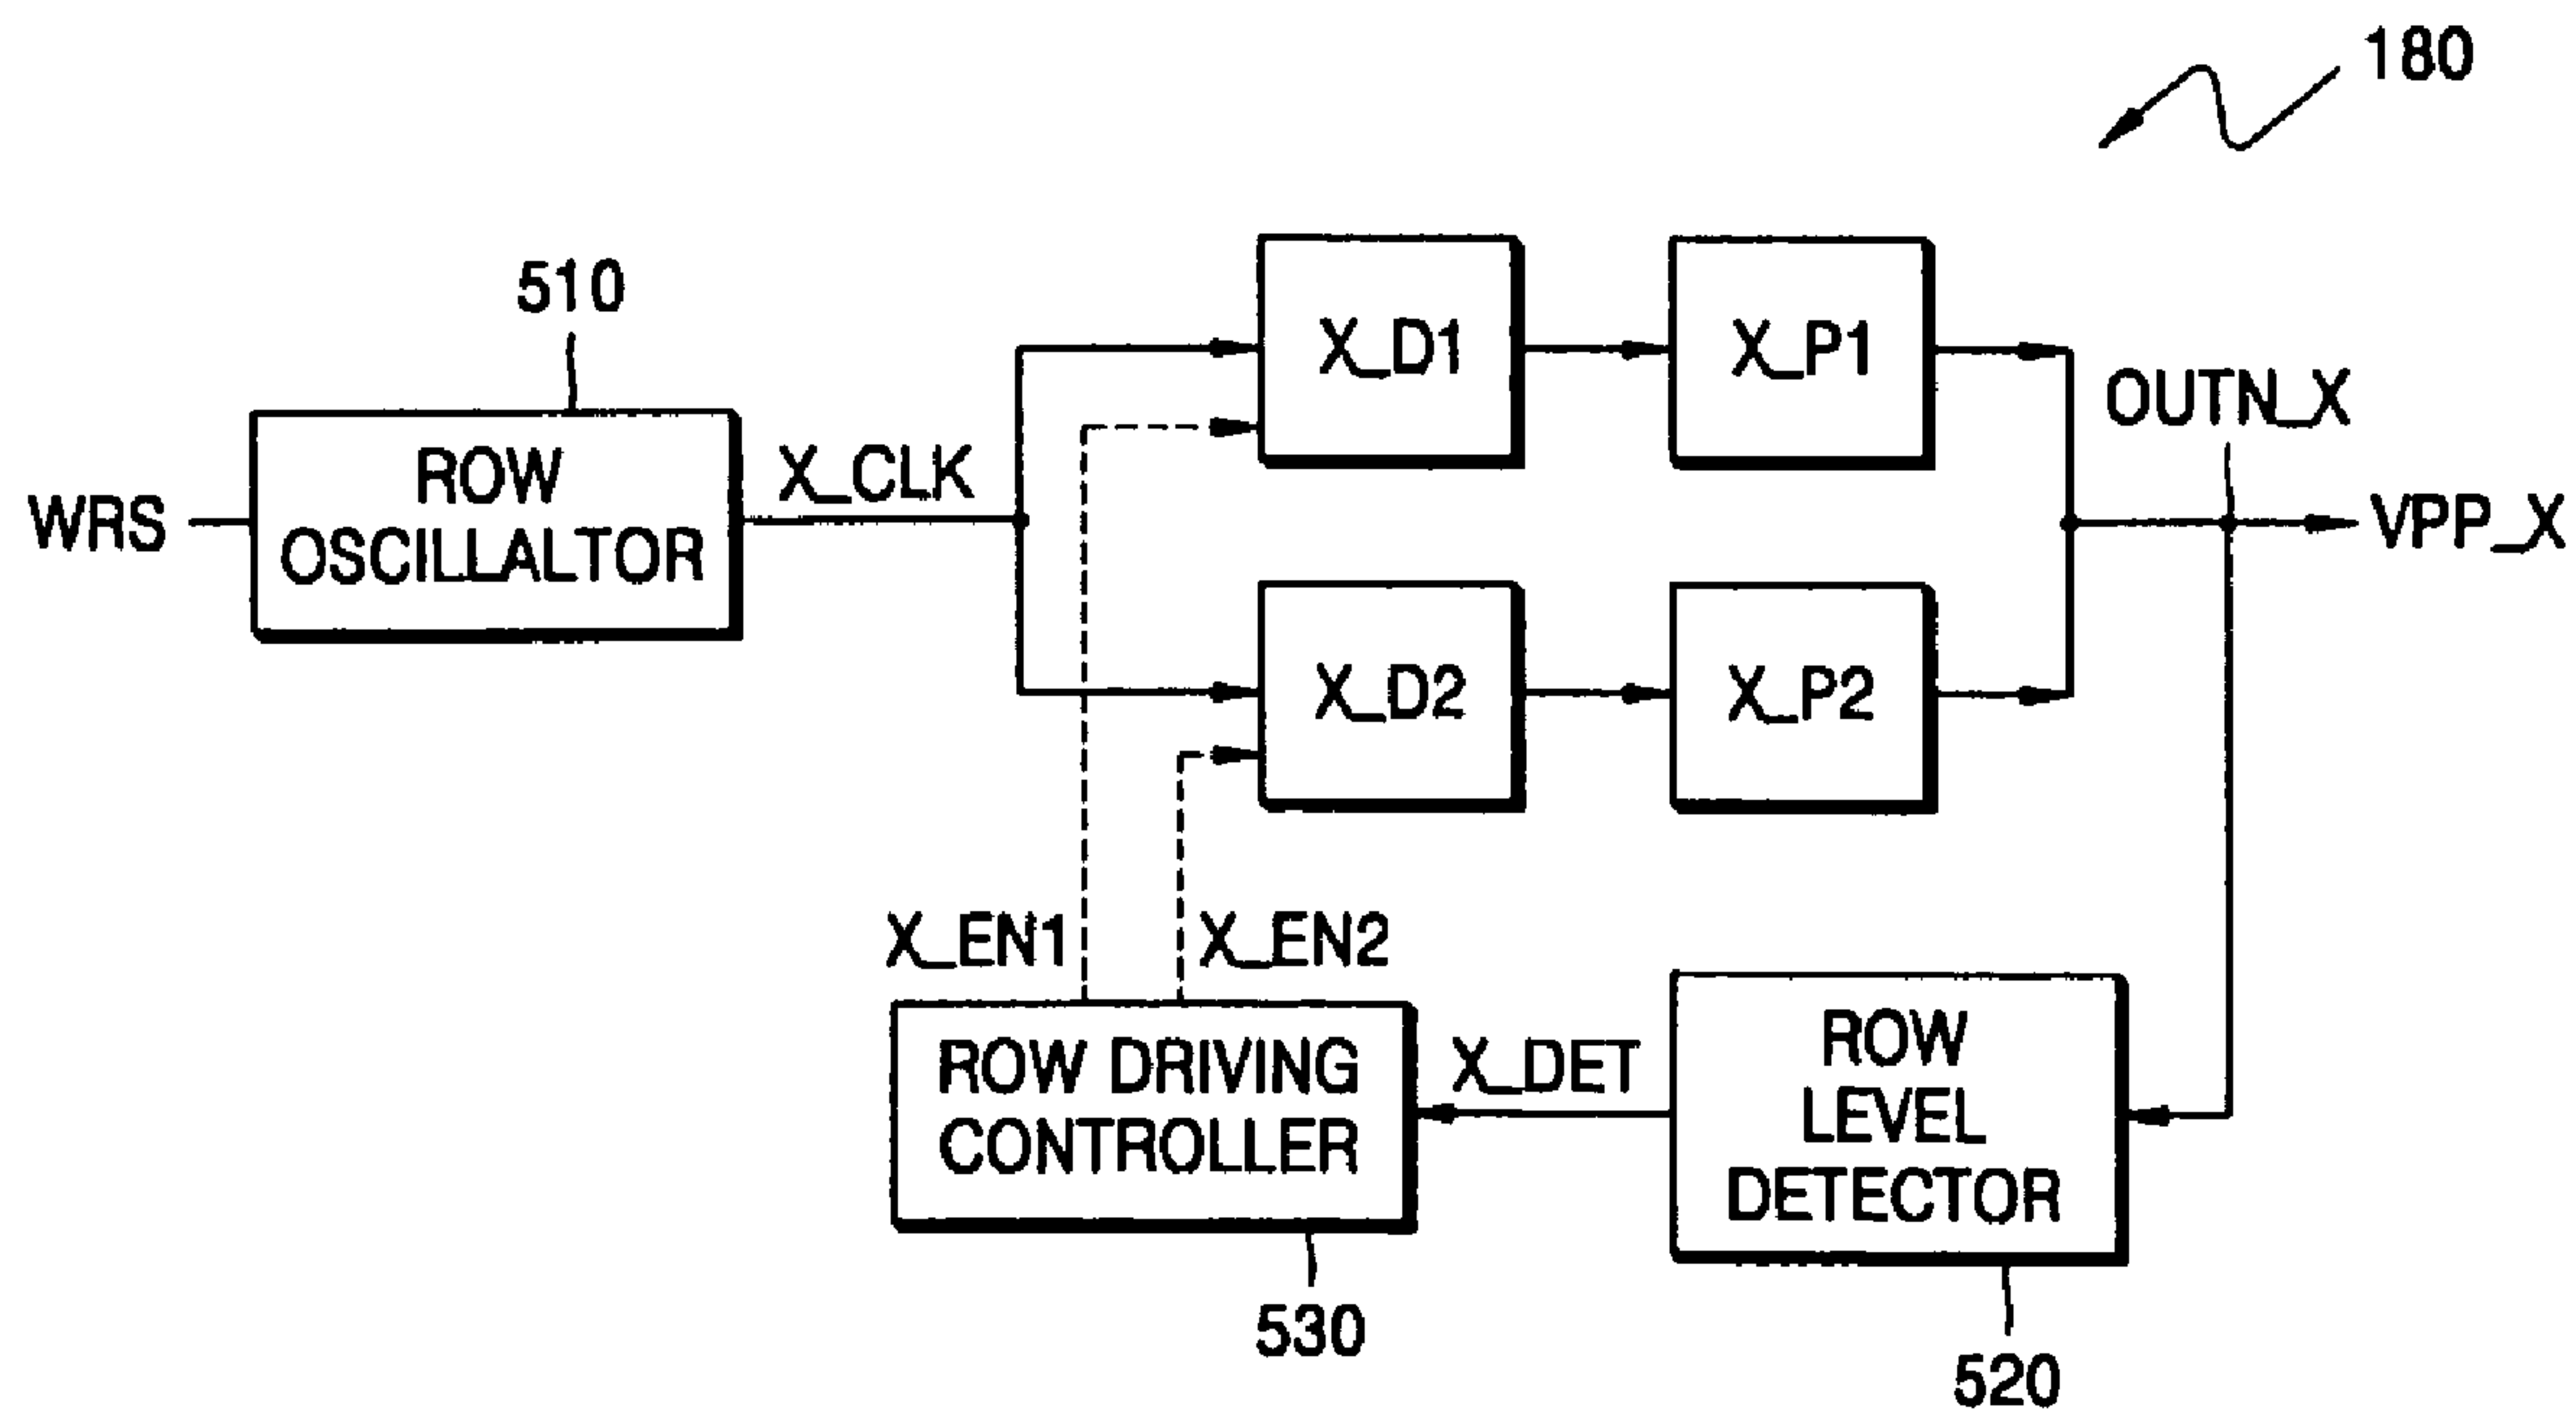 180
510
X_D1
X_P1
OUTN_X
ROW
OSCILLALTOR
X_CLK
WRS
VPP_X
X_D2
X_P2
X_EN1
X_EN2
ROW DRIVING
CONTROLLER
X_DET
ROW
LEVEL
DETECTOR
530
520